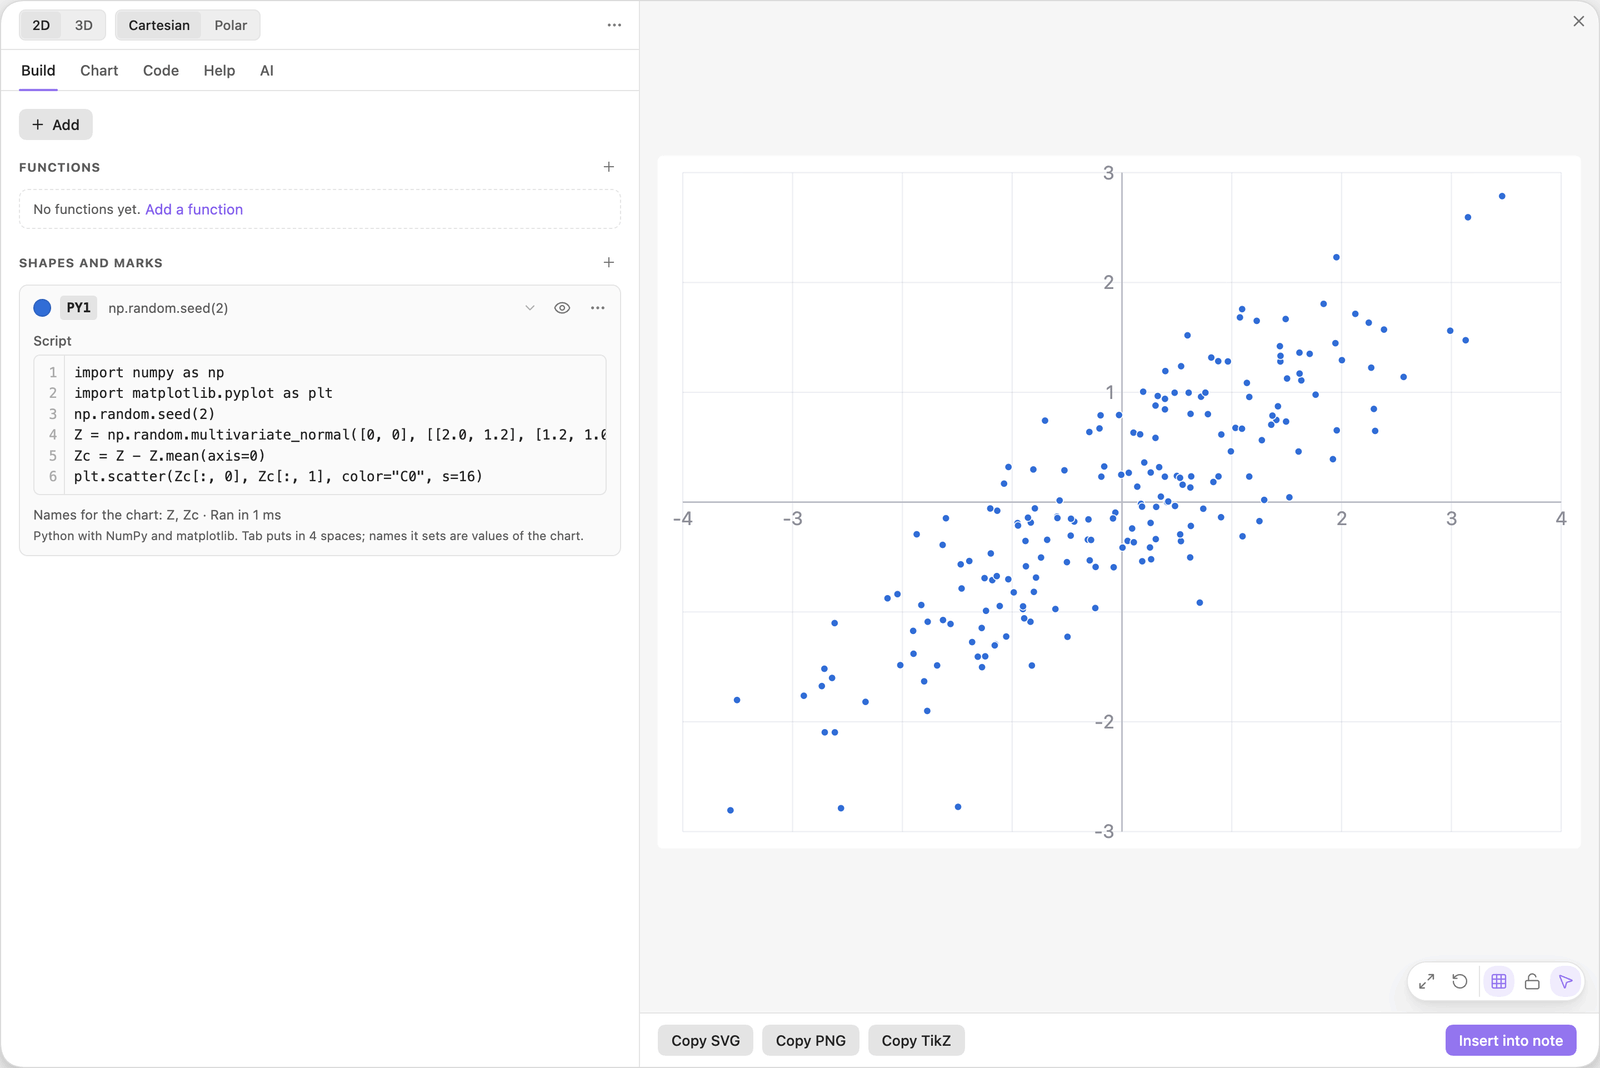 2D 3D Cartesian Polar
Build Chart Code Help AI
+ Add
FUNCTIONS
No functions yet. Add a function
SHAPES AND MARKS
PY1 np.random.seed(2)
Script
1 import numpy as np
2 import matplotlib.pyplot as plt
3 np.random.seed(2)
4 Z = np.random.multivariate_normal([0, 0], [[2.0, 1.2], [1.2, 1.0
5 Zc = Z - Z.mean(axis=0)
6 plt.scatter(Zc[:, 0], Zc[:, 1], color="C0", s=16)
Names for the chart: Z, Zc · Ran in 1 ms
Python with NumPy and matplotlib. Tab puts in 4 spaces; names it sets are values of the chart.
3
2
1
-4 -3 2 3 4
-2
-3
Copy SVG Copy PNG Copy TikZ Insert into note